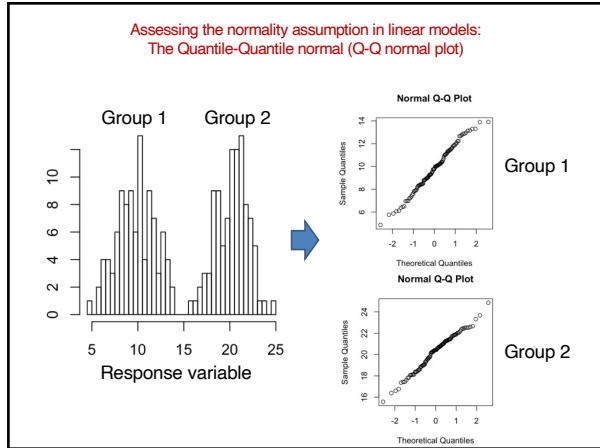 Assessing the normality assumption in linear models:
The Quantile-Quantile normal (Q-Q normal plot)
Group 1 Group 2
0 2 4 6 8 10
5 10 15 20 25
Response variable
Normal Q-Q Plot
Sample Quantiles
6 8 10 12 14
-2 -1 0 1 2
Theoretical Quantiles
Group 1
Normal Q-Q Plot
Sample Quantiles
16 18 20 22 24
-2 -1 0 1 2
Theoretical Quantiles
Group 2